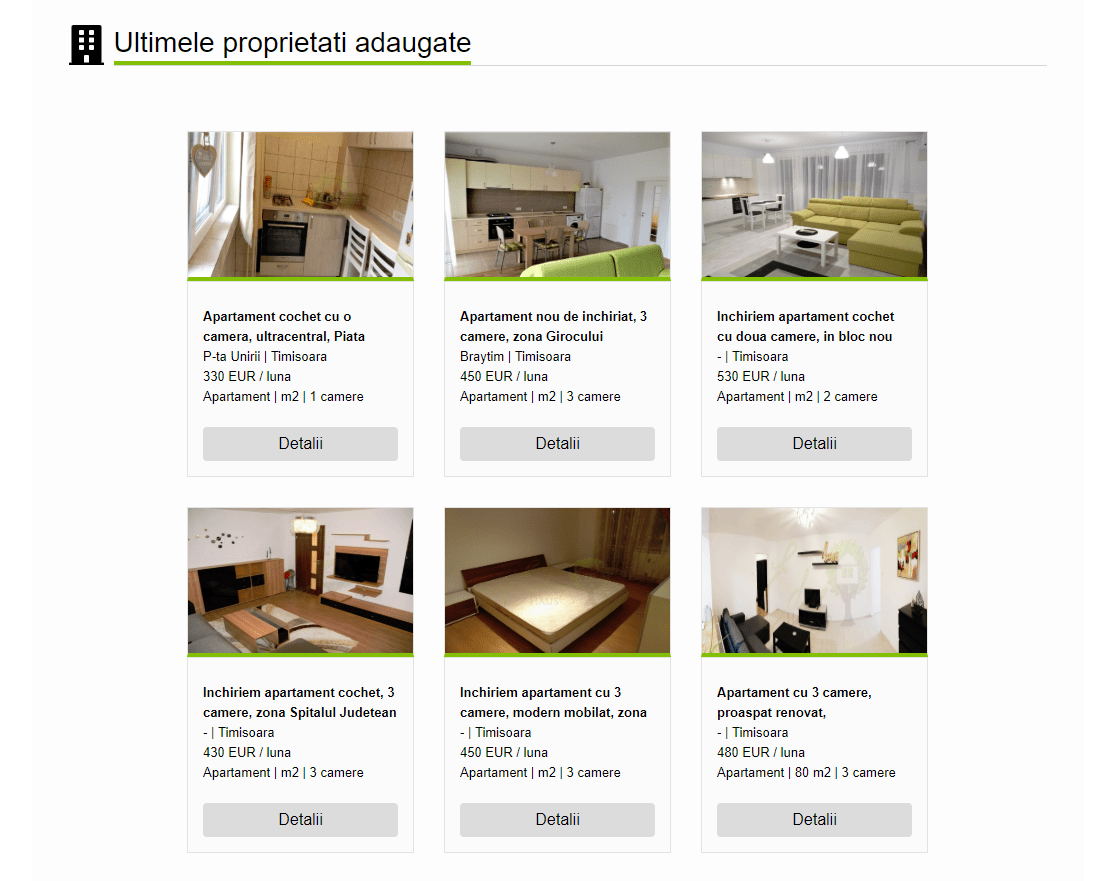 Ultimele proprietati adaugate
Apartament cochet cu o
camera, ultracentral, Piata
P-ta Unirii | Timisoara
330 EUR / luna
Apartament | m2 | 1 camere
Detalii
Apartament nou de inchiriat, 3
camere, zona Girocului
Braytim | Timisoara
450 EUR / luna
Apartament | m2 | 3 camere
Detalii
Inchiriem apartament cochet
cu doua camere, in bloc nou
- | Timisoara
530 EUR / luna
Apartament | m2 | 2 camere
Detalii
Inchiriem apartament cochet, 3
camere, zona Spitalul Judetean
- | Timisoara
430 EUR / luna
Apartament | m2 | 3 camere
Detalii
Inchiriem apartament cu 3
camere, modern mobilat, zona
- | Timisoara
450 EUR / luna
Apartament | m2 | 3 camere
Detalii
Apartament cu 3 camere,
proaspat renovat,
- | Timisoara
480 EUR / luna
Apartament | 80 m2 | 3 camere
Detalii